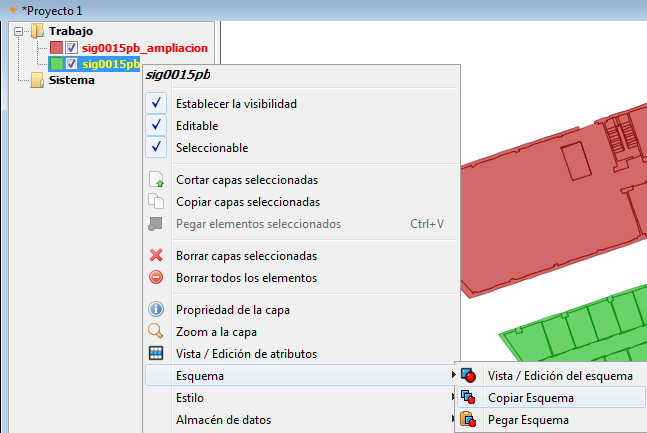 *Proyecto 1
Trabajo
sig0015pb_ampliacion
sig0015pb
Sistema
sig0015pb
Establecer la visibilidad
Editable
Seleccionable
Cortar capas seleccionadas
Copiar capas seleccionadas
Pegar elementos seleccionados Ctrl+V
Borrar capas seleccionadas
Borrar todos los elementos
Propiedad de la capa
Zoom a la capa
Vista / Edición de atributos
Esquema
Estilo
Almacén de datos
Vista / Edición del esquema
Copiar Esquema
Pegar Esquema